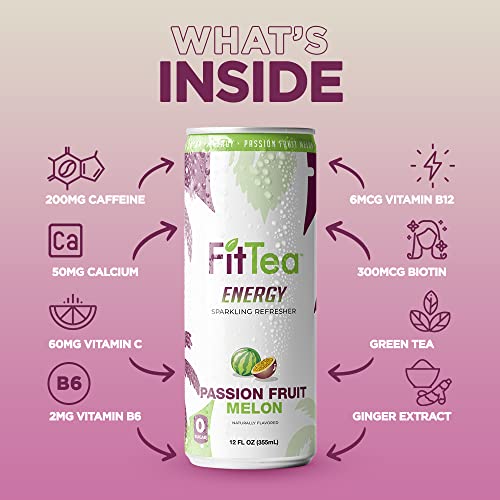 WHAT'S
INSIDE
PASSION FRUIT MELON
200MG CAFFEINE
Ca
50MG CALCIUM
60MG VITAMIN C
B6
2MG VITAMIN B6
FitTea™
ENERGY
SPARKLING REFRESHER
PASSION FRUIT
MELON
NATURALLY FLAVORED
0
SUGAR
12 FL OZ (355mL)
6MCG VITAMIN B12
300MCG BIOTIN
GREEN TEA
GINGER EXTRACT